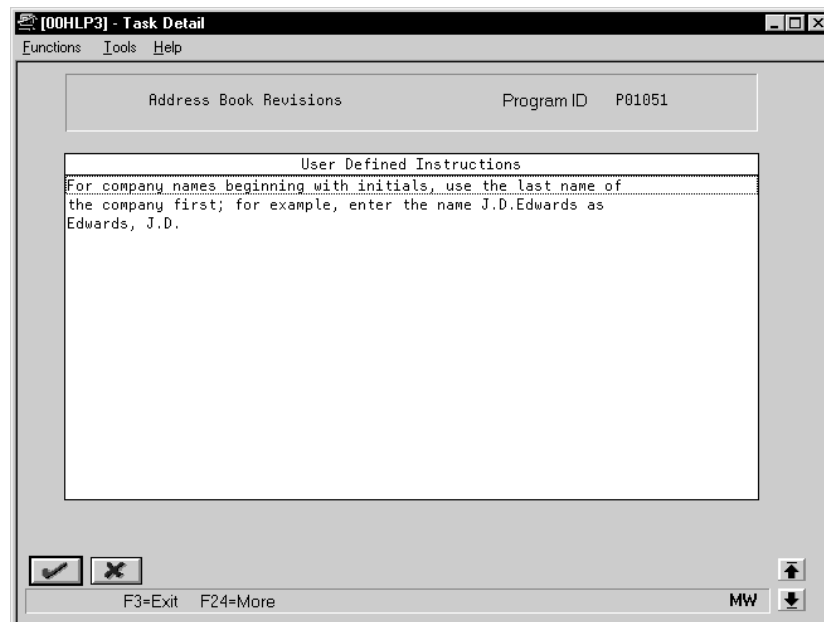 [00HLP3] - Task Detail
Functions Tools Help
Address Book Revisions Program ID P01051
User Defined Instructions
For company names beginning with initials, use the last name of
the company first; for example, enter the name J.D.Edwards as
Edwards, J.D.
F3=Exit F24=More MW